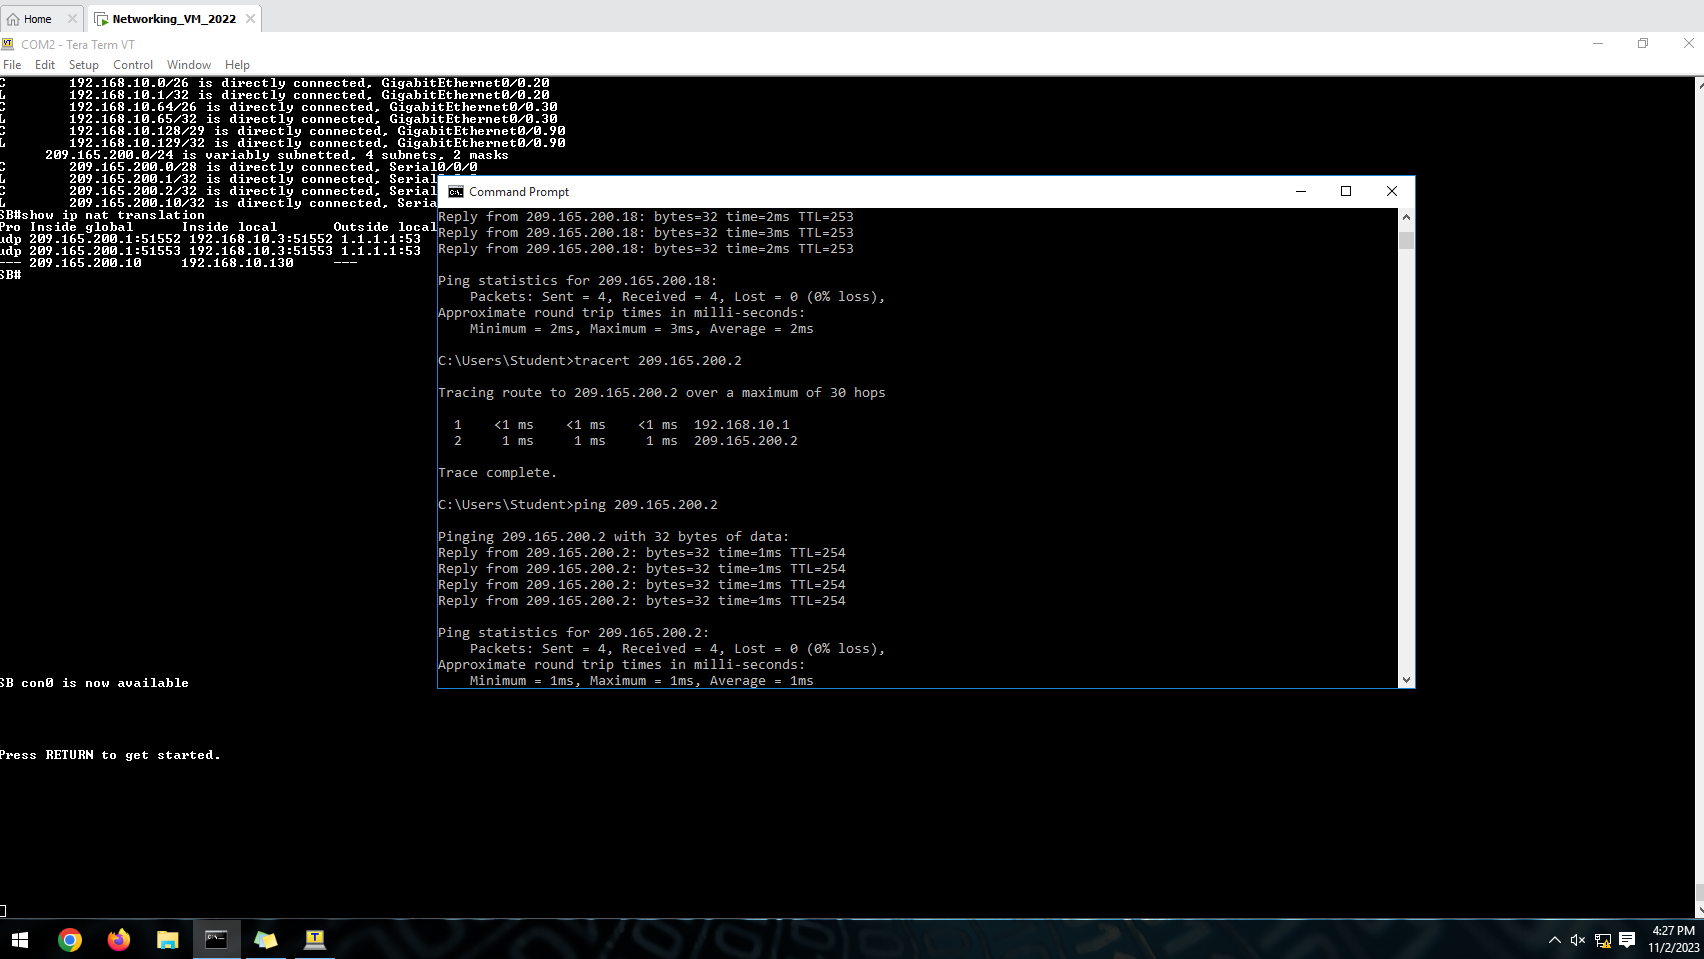 Home
Networking_VM_2022
COM2 - Tera Term VT
File Edit Setup Control Window Help
C 192.168.10.0/26 is directly connected, GigabitEthernet0/0.20
L 192.168.10.1/32 is directly connected, GigabitEthernet0/0.20
C 192.168.10.64/26 is directly connected, GigabitEthernet0/0.30
L 192.168.10.65/32 is directly connected, GigabitEthernet0/0.30
C 192.168.10.128/29 is directly connected, GigabitEthernet0/0.90
L 192.168.10.129/32 is directly connected, GigabitEthernet0/0.90
209.165.200.0/24 is variably subnetted, 4 subnets, 2 masks
C 209.165.200.0/28 is directly connected, Serial0/0/0
L 209.165.200.1/32 is directly connected, Serial
C 209.165.200.2/32 is directly connected, Serial
L 209.165.200.10/32 is directly connected, Seria
SB#show ip nat translation
Pro Inside global Inside local Outside local
udp 209.165.200.1:51552 192.168.10.3:51552 1.1.1.1:53
udp 209.165.200.1:51553 192.168.10.3:51553 1.1.1.1:53
--- 209.165.200.10 192.168.10.130 ---
SB#
SB con0 is now available
Press RETURN to get started.
Command Prompt
Reply from 209.165.200.18: bytes=32 time=2ms TTL=253
Reply from 209.165.200.18: bytes=32 time=3ms TTL=253
Reply from 209.165.200.18: bytes=32 time=2ms TTL=253
Ping statistics for 209.165.200.18:
Packets: Sent = 4, Received = 4, Lost = 0 (0% loss),
Approximate round trip times in milli-seconds:
Minimum = 2ms, Maximum = 3ms, Average = 2ms
C:\Users\Student>tracert 209.165.200.2
Tracing route to 209.165.200.2 over a maximum of 30 hops
1 <1 ms <1 ms <1 ms 192.168.10.1
2 1 ms 1 ms 1 ms 209.165.200.2
Trace complete.
C:\Users\Student>ping 209.165.200.2
Pinging 209.165.200.2 with 32 bytes of data:
Reply from 209.165.200.2: bytes=32 time=1ms TTL=254
Reply from 209.165.200.2: bytes=32 time=1ms TTL=254
Reply from 209.165.200.2: bytes=32 time=1ms TTL=254
Reply from 209.165.200.2: bytes=32 time=1ms TTL=254
Ping statistics for 209.165.200.2:
Packets: Sent = 4, Received = 4, Lost = 0 (0% loss),
Approximate round trip times in milli-seconds:
Minimum = 1ms, Maximum = 1ms, Average = 1ms
4:27 PM
11/2/2023